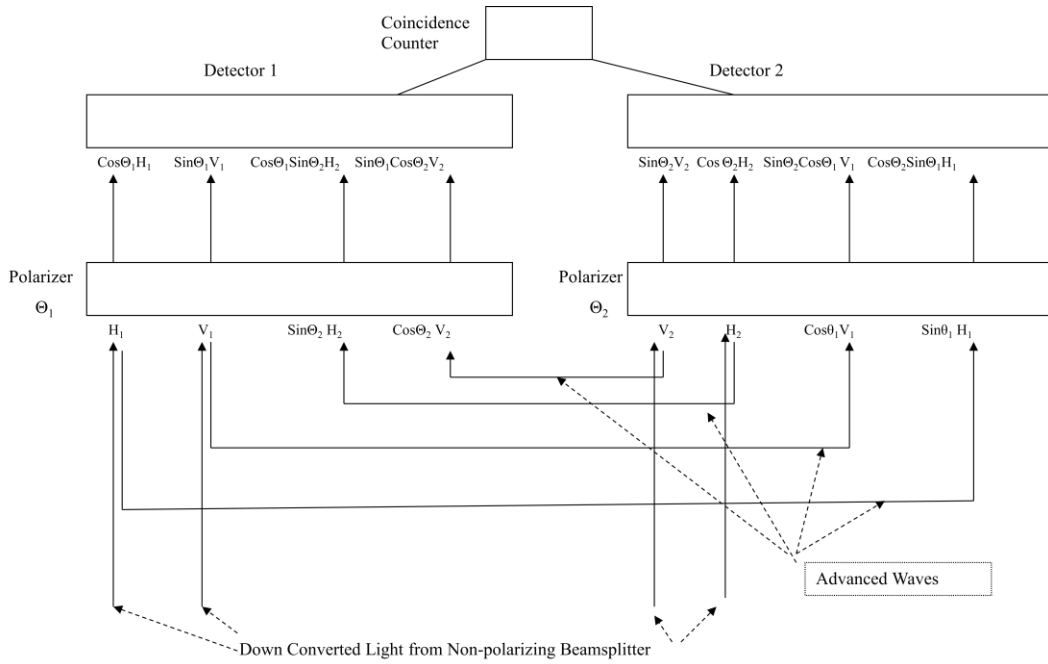 Coincidence
Counter
Detector 1
Detector 2
CosΘ₁H₁ SinΘ₁V₁ CosΘ₁SinΘ₂H₂ SinΘ₁CosΘ₂V₂
SinΘ₂V₂ Cos Θ₂H₂ SinΘ₂CosΘ₁ V₁ CosΘ₂SinΘ₁H₁
Polarizer
Θ₁
Polarizer
Θ₂
H₁ V₁ SinΘ₂ H₂ CosΘ₂ V₂
V₂ H₂ Cosθ₁V₁ Sinθ₁ H₁
Advanced Waves
Down Converted Light from Non-polarizing Beamsplitter